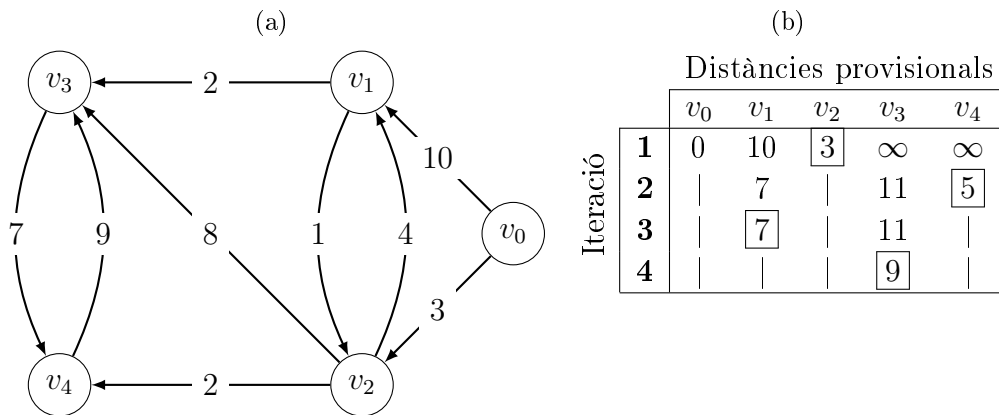 (a)
v₃
2
v₁
10
7
9
8
1
4
v₀
3
v₄
2
v₂
(b)
Distàncies provisionals
v₀ v₁ v₂ v₃ v₄
Iteració
1 0 10 3 ∞ ∞
2 | 7 | 11 5
3 | 7 | 11 |
4 | | | 9 |